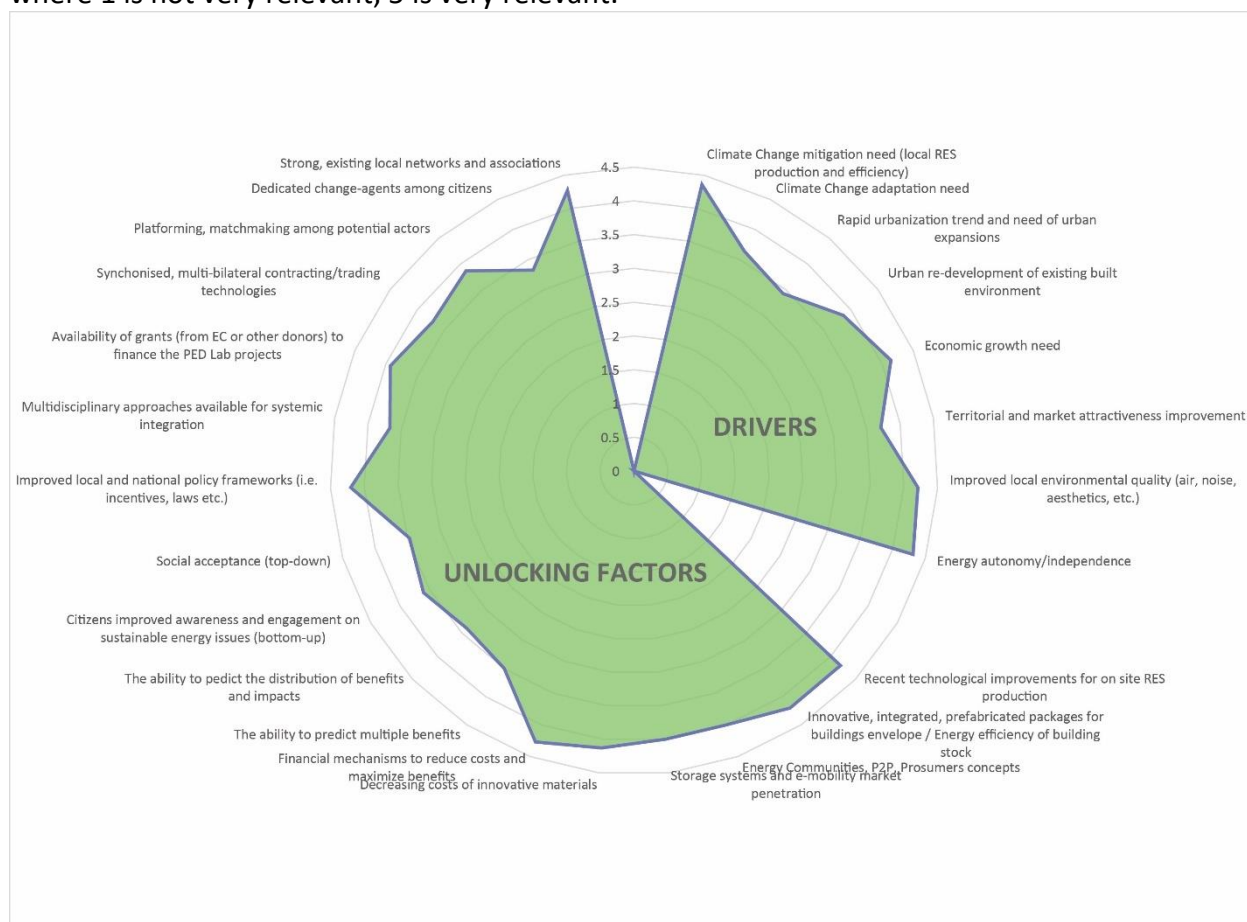 where 1 is not very relevant, 5 is very relevant.
Strong, existing local networks and associations
Dedicated change-agents among citizens
Platforming, matchmaking among potential actors
Synchonised, multi-bilateral contracting/trading
technologies
Availability of grants (from EC or other donors) to
finance the PED Lab projects
Multidisciplinary approaches available for systemic
integration
Improved local and national policy frameworks (i.e.
incentives, laws etc.)
Social acceptance (top-down)
Citizens improved awareness and engagement on
sustainable energy issues (bottom-up)
The ability to pedict the distribution of benefits
and impacts
The ability to predict multiple benefits
Financial mechanisms to reduce costs and
maximize benefits
Decreasing costs of innovative materials
4.5
4
3.5
3
2.5
2
1.5
1
0.5
0
DRIVERS
UNLOCKING FACTORS
Climate Change mitigation need (local RES
production and efficiency)
Climate Change adaptation need
Rapid urbanization trend and need of urban
expansions
Urban re-development of existing built
environment
Economic growth need
Territorial and market attractiveness improvement
Improved local environmental quality (air, noise,
aesthetics, etc.)
Energy autonomy/independence
Recent technological improvements for on site RES
production
Innovative, integrated, prefabricated packages for
buildings envelope / Energy efficiency of building
stock
Energy Communities, P2P, Prosumers concepts
Storage systems and e-mobility market
penetration